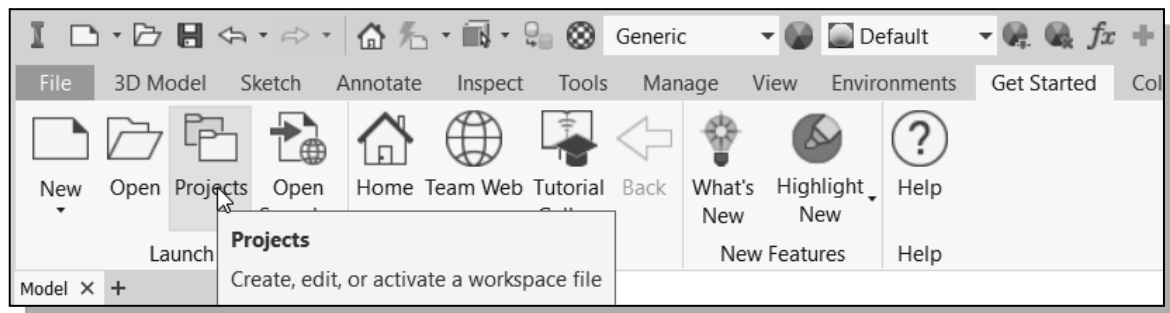 Generic Default fx
File 3D Model Sketch Annotate Inspect Tools Manage View Environments Get Started Col
New Open Projects Open Home Team Web Tutorial Back What's New Highlight New Help
Launch New Features Help
Projects
Create, edit, or activate a workspace file
Model × +